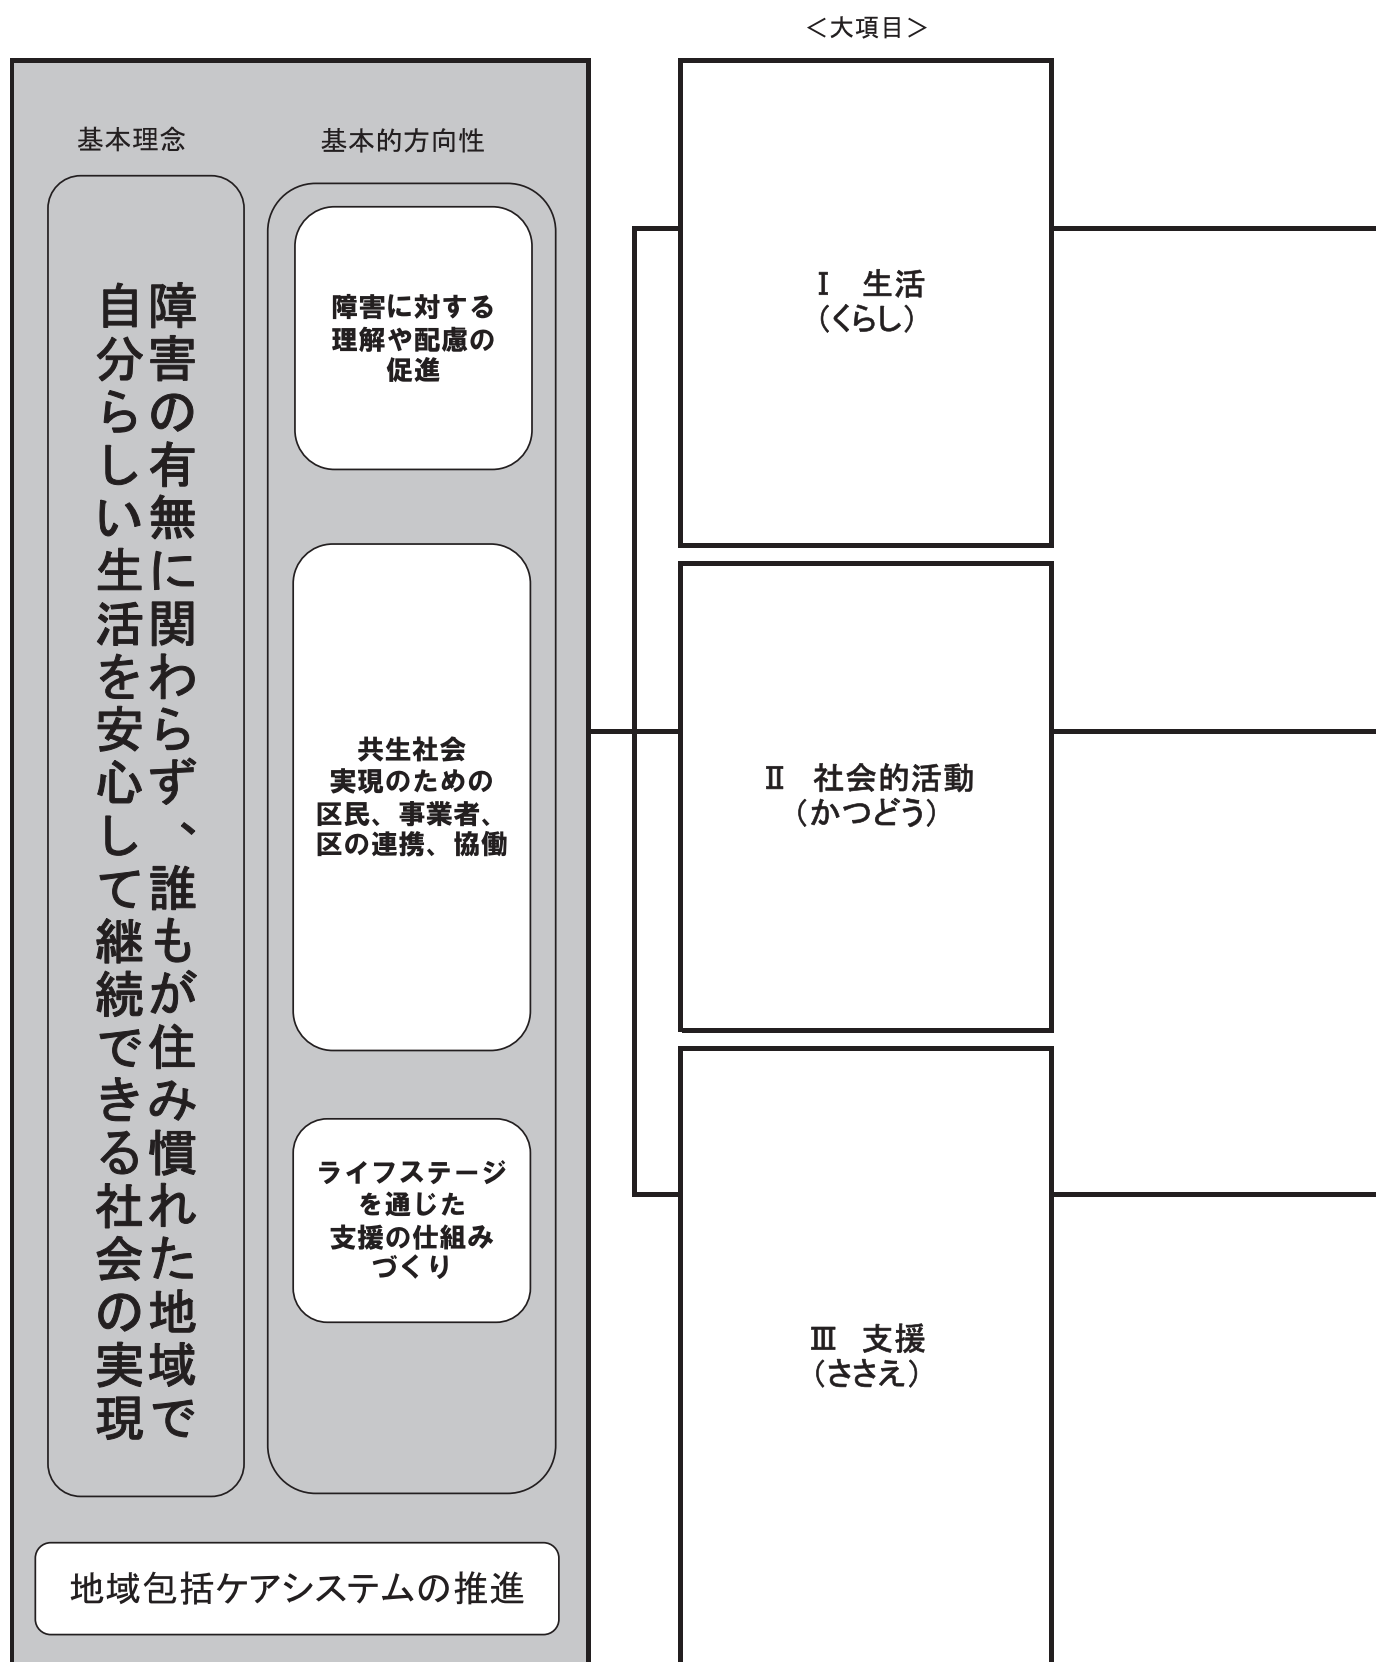 ＜大項目＞
基本理念
障害の有無に関わらず、誰もが住み慣れた地域で
自分らしい生活を安心して継続できる社会の実現
基本的方向性
障害に対する
理解や配慮の
促進
共生社会
実現のための
区民、事業者、
区の連携、協働
ライフステージ
を通じた
支援の仕組み
づくり
地域包括ケアシステムの推進
Ⅰ　生活
（くらし）
Ⅱ　社会的活動
（かつどう）
Ⅲ　支援
（ささえ）